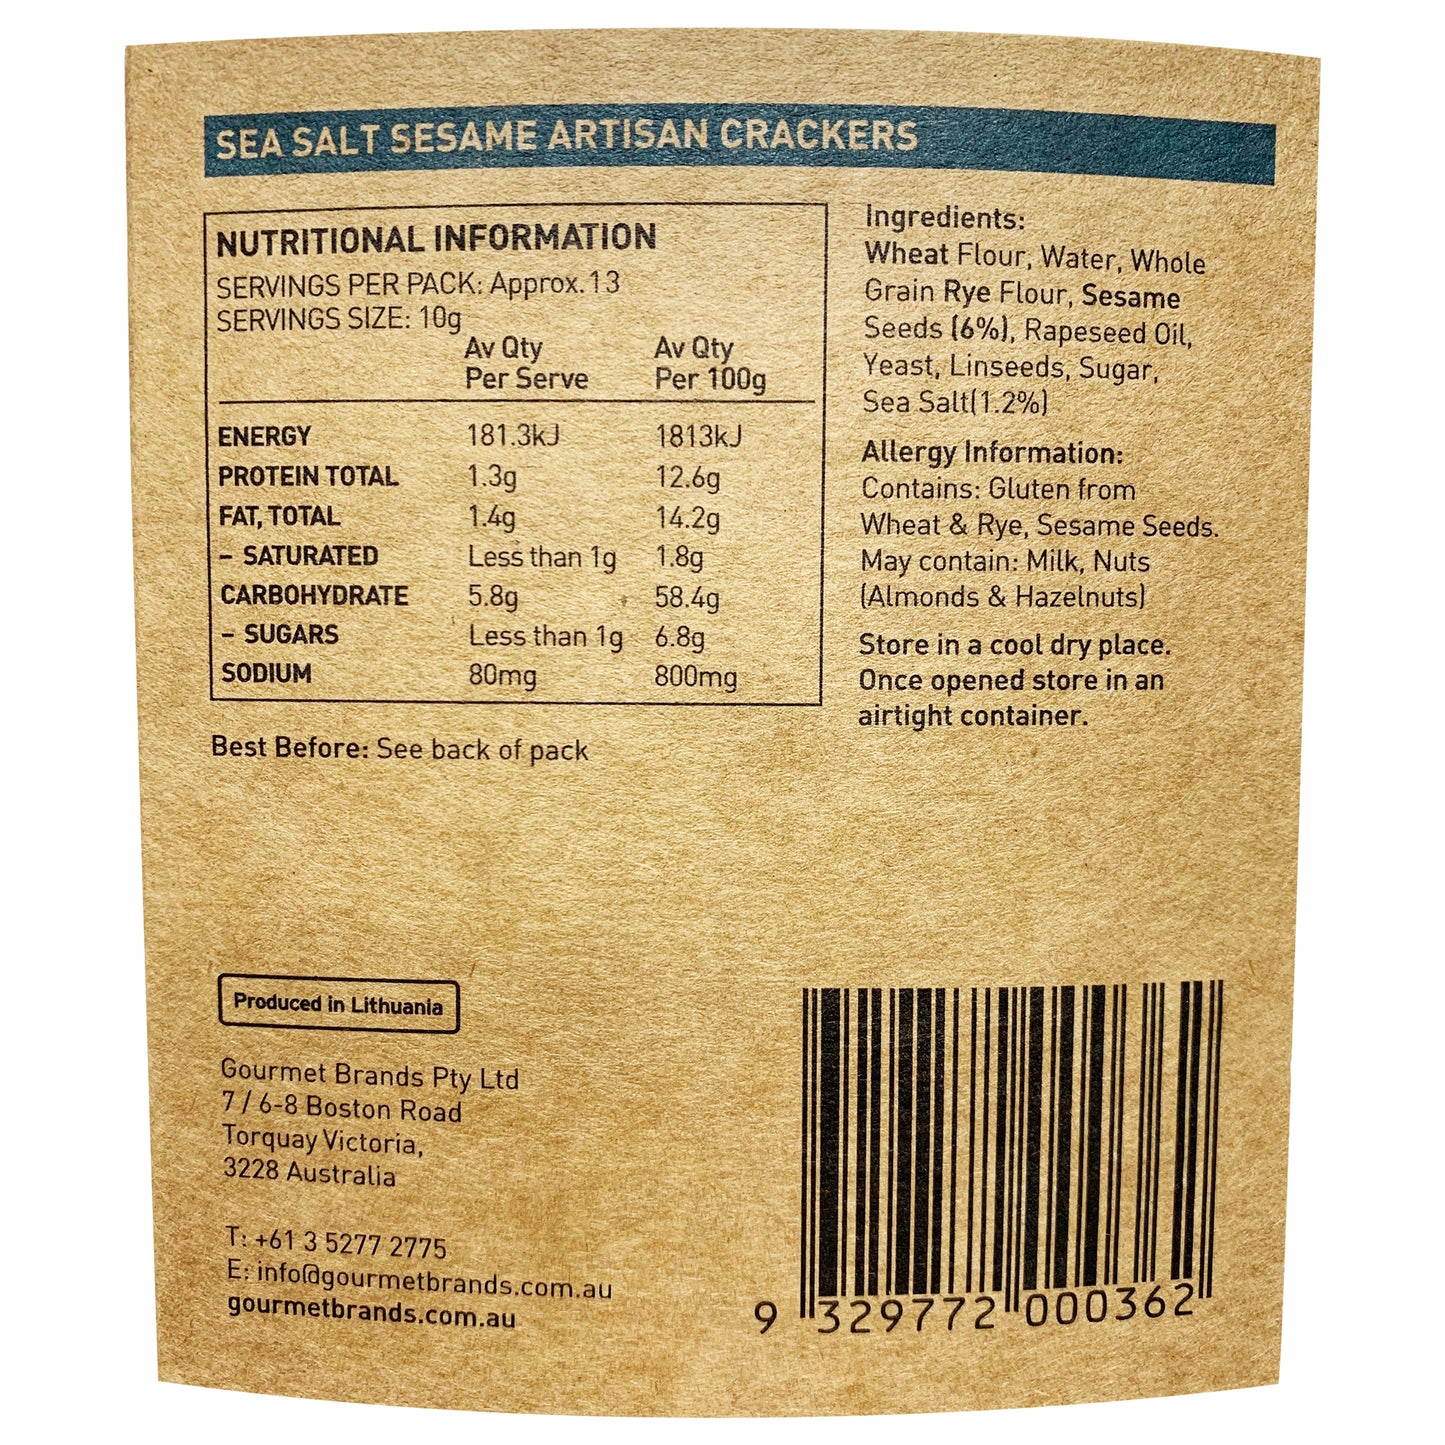 SEA SALT SESAME ARTISAN CRACKERS
NUTRITIONAL INFORMATION
SERVINGS PER PACK: Approx.13
SERVINGS SIZE: 10g
Av Qty Av Qty
Per Serve Per 100g
ENERGY 181.3kJ 1813kJ
PROTEIN TOTAL 1.3g 12.6g
FAT, TOTAL 1.4g 14.2g
– SATURATED Less than 1g 1.8g
CARBOHYDRATE 5.8g 58.4g
– SUGARS Less than 1g 6.8g
SODIUM 80mg 800mg
Best Before: See back of pack
Ingredients:
Wheat Flour, Water, Whole
Grain Rye Flour, Sesame
Seeds (6%), Rapeseed Oil,
Yeast, Linseeds, Sugar,
Sea Salt(1.2%)
Allergy Information:
Contains: Gluten from
Wheat & Rye, Sesame Seeds.
May contain: Milk, Nuts
(Almonds & Hazelnuts)
Store in a cool dry place.
Once opened store in an
airtight container.
Produced in Lithuania
Gourmet Brands Pty Ltd
7 / 6-8 Boston Road
Torquay Victoria,
3228 Australia
T: +61 3 5277 2775
E: info@gourmetbrands.com.au
gourmetbrands.com.au
9 329772 000362